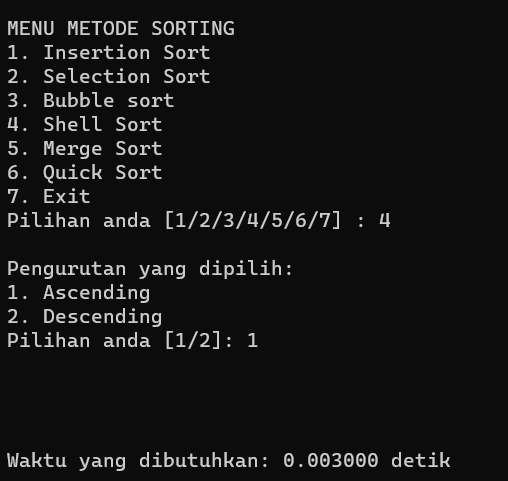 MENU METODE SORTING
1. Insertion Sort
2. Selection Sort
3. Bubble sort
4. Shell Sort
5. Merge Sort
6. Quick Sort
7. Exit
Pilihan anda [1/2/3/4/5/6/7] : 4
Pengurutan yang dipilih:
1. Ascending
2. Descending
Pilihan anda [1/2]: 1
Waktu yang dibutuhkan: 0.003000 detik